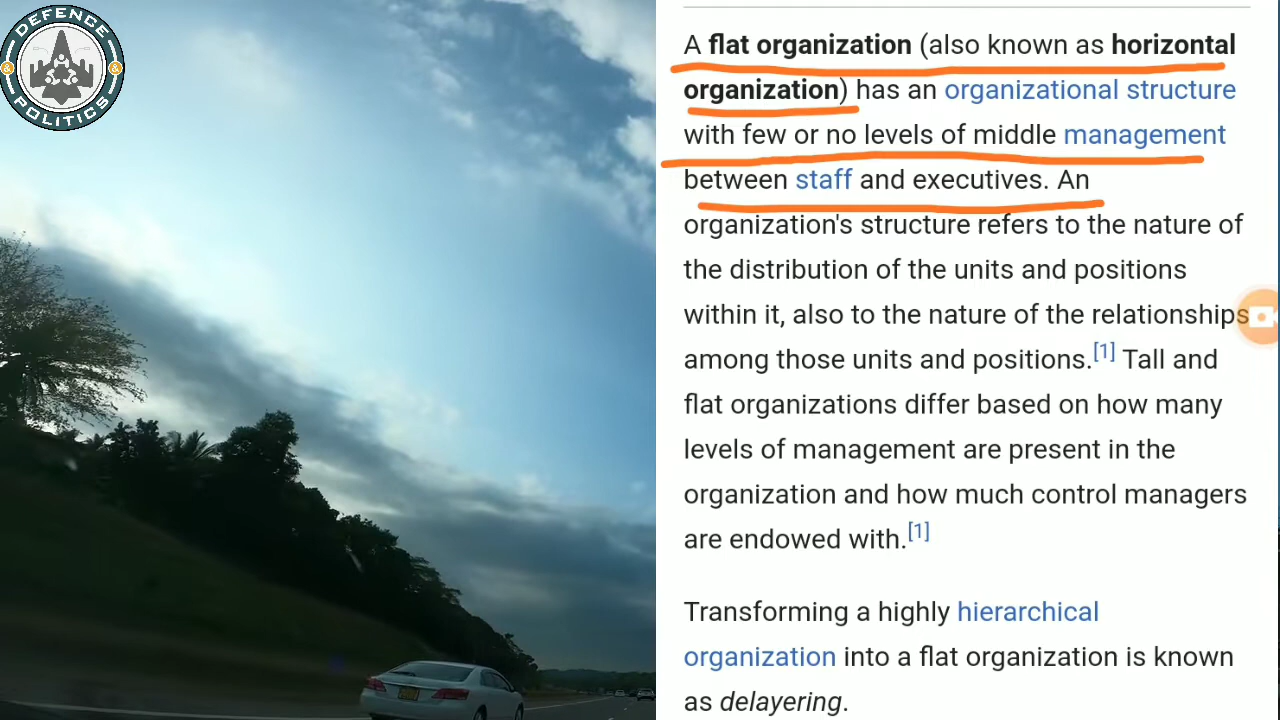 DEFENCE
&
&
POLITICS
A flat organization (also known as horizontal
organization) has an organizational structure
with few or no levels of middle management
between staff and executives. An
organization's structure refers to the nature of
the distribution of the units and positions
within it, also to the nature of the relationships
among those units and positions.[1] Tall and
flat organizations differ based on how many
levels of management are present in the
organization and how much control managers
are endowed with.[1]
Transforming a highly hierarchical
organization into a flat organization is known
as delayering.